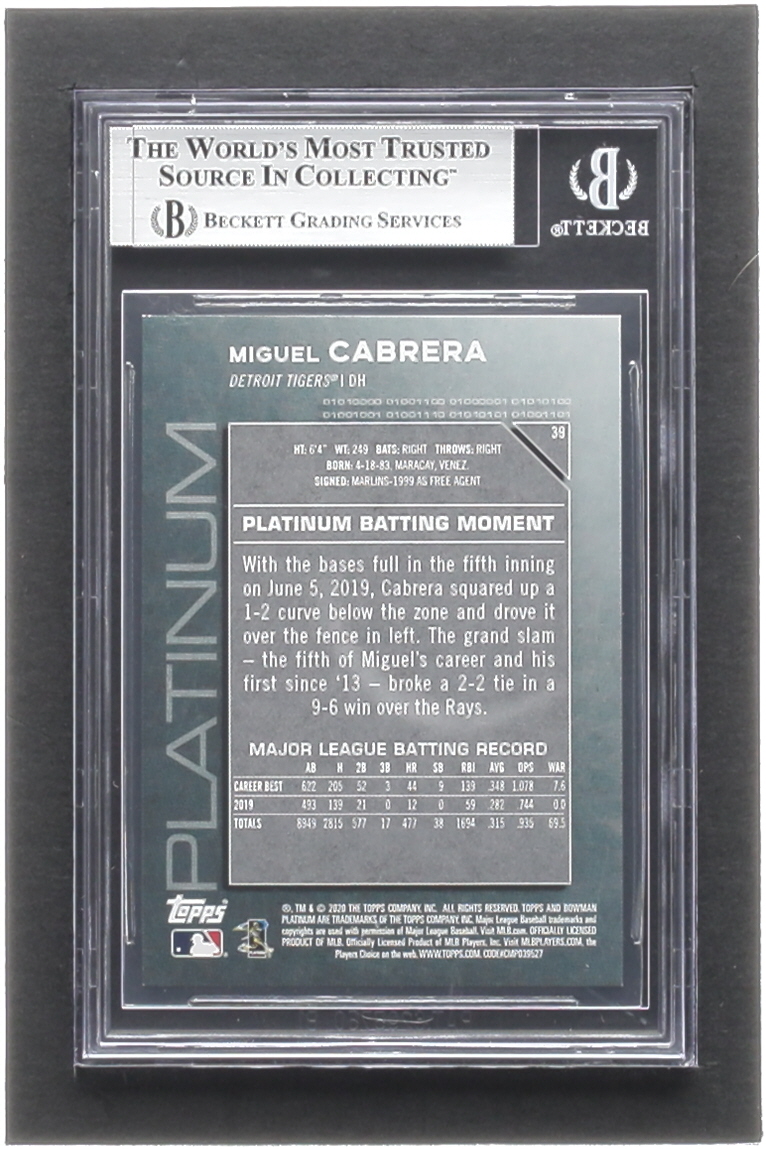 THE WORLD'S MOST TRUSTED
SOURCE IN COLLECTING™
B BECKETT GRADING SERVICES
B
BECKETT®
MIGUEL CABRERA
DETROIT TIGERS® | DH
01010000 01001100 01000001 01010100
01001001 01001110 01010101 01001101
PLATINUM
39
HT: 6'4" WT: 249 BATS: RIGHT THROWS: RIGHT
BORN: 4-18-83, MARACAY, VENEZ.
SIGNED: MARLINS-1999 AS FREE AGENT
PLATINUM BATTING MOMENT
With the bases full in the fifth inning
on June 5, 2019, Cabrera squared up a
1-2 curve below the zone and drove it
over the fence in left. The grand slam
– the fifth of Miguel's career and his
first since '13 – broke a 2-2 tie in a
9-6 win over the Rays.
MAJOR LEAGUE BATTING RECORD
AB H 2B 3B HR SB RBI AVG OPS WAR
CAREER BEST 622 205 52 3 44 9 139 .348 1.078 7.6
2019 493 139 21 0 12 0 59 .282 .744 0.0
TOTALS 8949 2815 577 17 477 38 1694 .315 .935 69.5
topps®
®, TM & © 2020 THE TOPPS COMPANY, INC. ALL RIGHTS RESERVED. TOPPS AND BOWMAN
PLATINUM ARE TRADEMARKS OF THE TOPPS COMPANY, INC. Major League Baseball trademarks and
copyrights are used with permission of Major League Baseball. Visit MLB.com. OFFICIALLY LICENSED
PRODUCT OF MLB. Officially Licensed Product of MLB Players, Inc. Visit MLBPLAYERS.COM, the
Players Choice on the web. WWW.TOPPS.COM. CODE#CMP039527